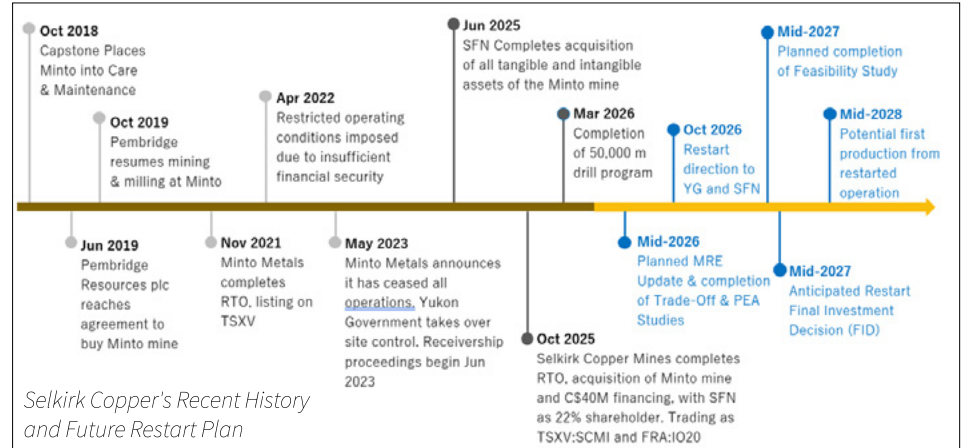 Oct 2018
Capstone Places
Minto into Care
& Maintenance
Oct 2019
Pembridge
resumes mining
& milling at Minto
Apr 2022
Restricted operating
conditions imposed
due to insufficient
financial security
Jun 2025
SFN Completes acquisition
of all tangible and intangible
assets of the Minto mine
Mar 2026
Completion
of 50,000 m
drill program
Oct 2026
Restart
direction to
YG and SFN
Mid-2027
Planned completion
of Feasibility Study
Mid-2028
Potential first
production from
restarted
operation
Jun 2019
Pembridge
Resources plc
reaches
agreement to
buy Minto mine
Nov 2021
Minto Metals
completes
RTO, listing on
TSXV
May 2023
Minto Metals announces
it has ceased all
operations. Yukon
Government takes over
site control. Receivership
proceedings begin Jun
2023
Oct 2025
Selkirk Copper Mines completes
RTO, acquisition of Minto mine
and C$40M financing, with SFN
as 22% shareholder. Trading as
TSXV:SCMI and FRA:IO20
Mid-2026
Planned MRE
Update & completion
of Trade-Off & PEA
Studies
Mid-2027
Anticipated Restart
Final Investment
Decision (FID)
Selkirk Copper's Recent History
and Future Restart Plan